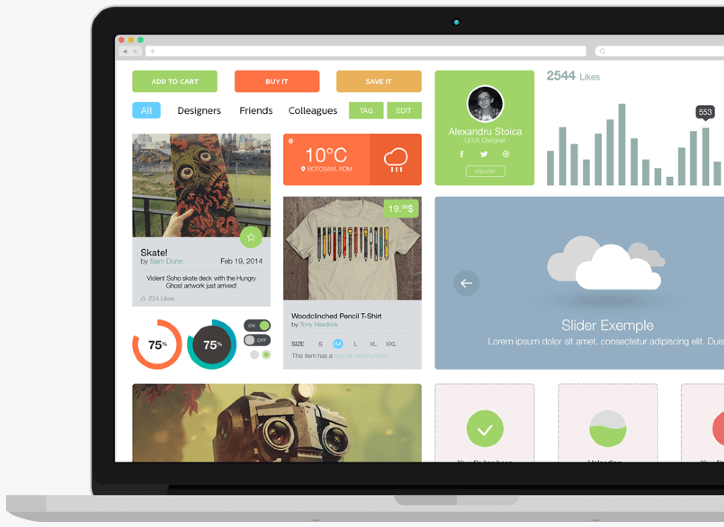 ADD TO CART
BUY IT
SAVE IT
All
Designers
Friends
Colleagues
TAG
EDIT
Alexandru Stoica
- UI/UX Designer -
FOLLOW
2544 Likes
553
10°C
BOTOSANI, ROM
Skate!
by Sam Dunn
Feb 19, 2014
Vident Soho skate deck with the Hungry
Ghost artwork just arrived!
224 Likes
19,99$
Woodclinched Pencil T-Shirt
by Tony Headrick
SIZE S M L XL XXL
This item has a
Slider Exemple
Lorem ipsum dolor sit amet, consectetur adipiscing elit. Duis
75%
75%
ON
OFF